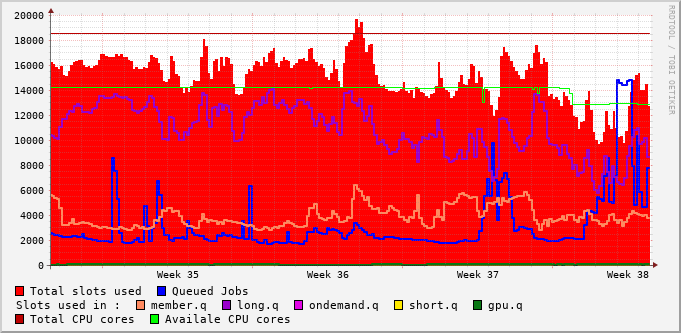 RRDTOOL / TOBI OETIKER
20000
18000
16000
14000
12000
10000
8000
6000
4000
2000
0
Week 35 Week 36 Week 37 Week 38
Total slots used Queued Jobs
Slots used in : member.q long.q ondemand.q short.q gpu.q
Total CPU cores Availale CPU cores